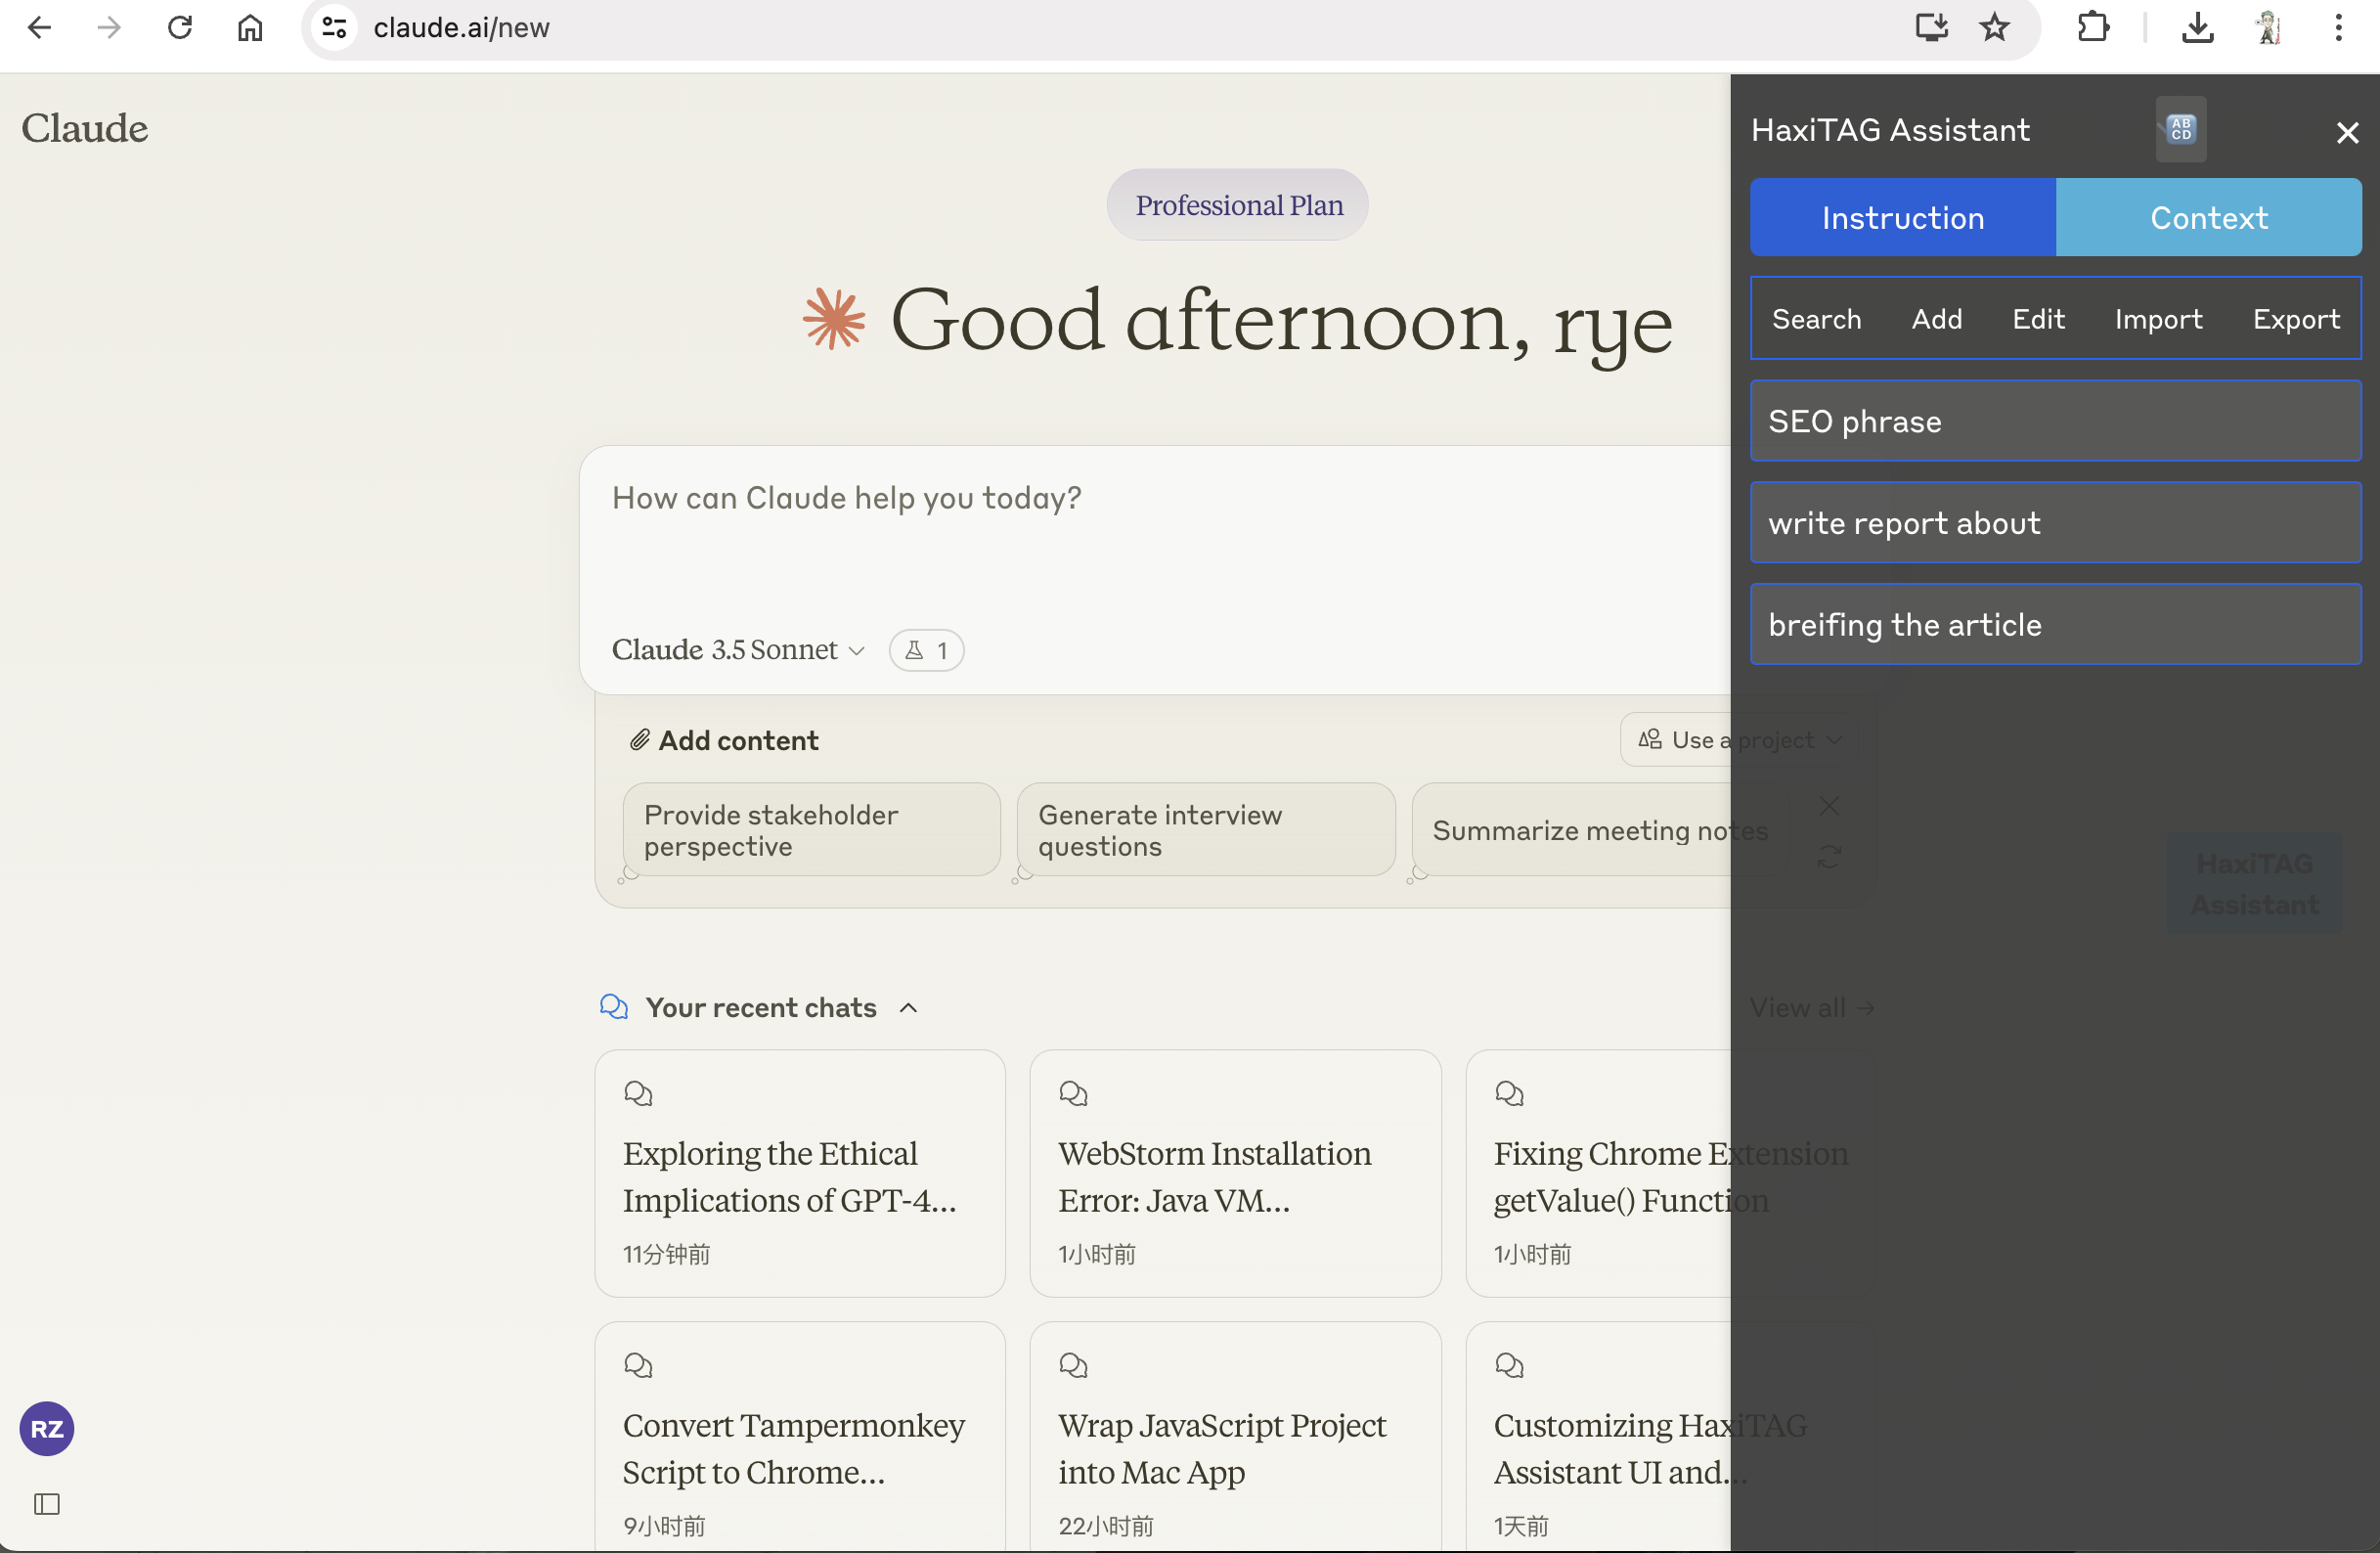 claude.ai/new
Claude
Professional Plan
Good afternoon, rye
How can Claude help you today?
Claude 3.5 Sonnet
1
Add content
Use a project
Provide stakeholder
perspective
Generate interview
questions
Summarize meeting notes
Your recent chats
View all →
Exploring the Ethical
Implications of GPT-4...
11分钟前
WebStorm Installation
Error: Java VM...
1小时前
Fixing Chrome Extension
getValue() Function
1小时前
Convert Tampermonkey
Script to Chrome...
9小时前
Wrap JavaScript Project
into Mac App
22小时前
Customizing HaxiTAG
Assistant UI and...
1天前
RZ
HaxiTAG Assistant
AB
CD
Instruction
Context
Search Add Edit Import Export
SEO phrase
write report about
breifing the article
HaxiTAG
Assistant